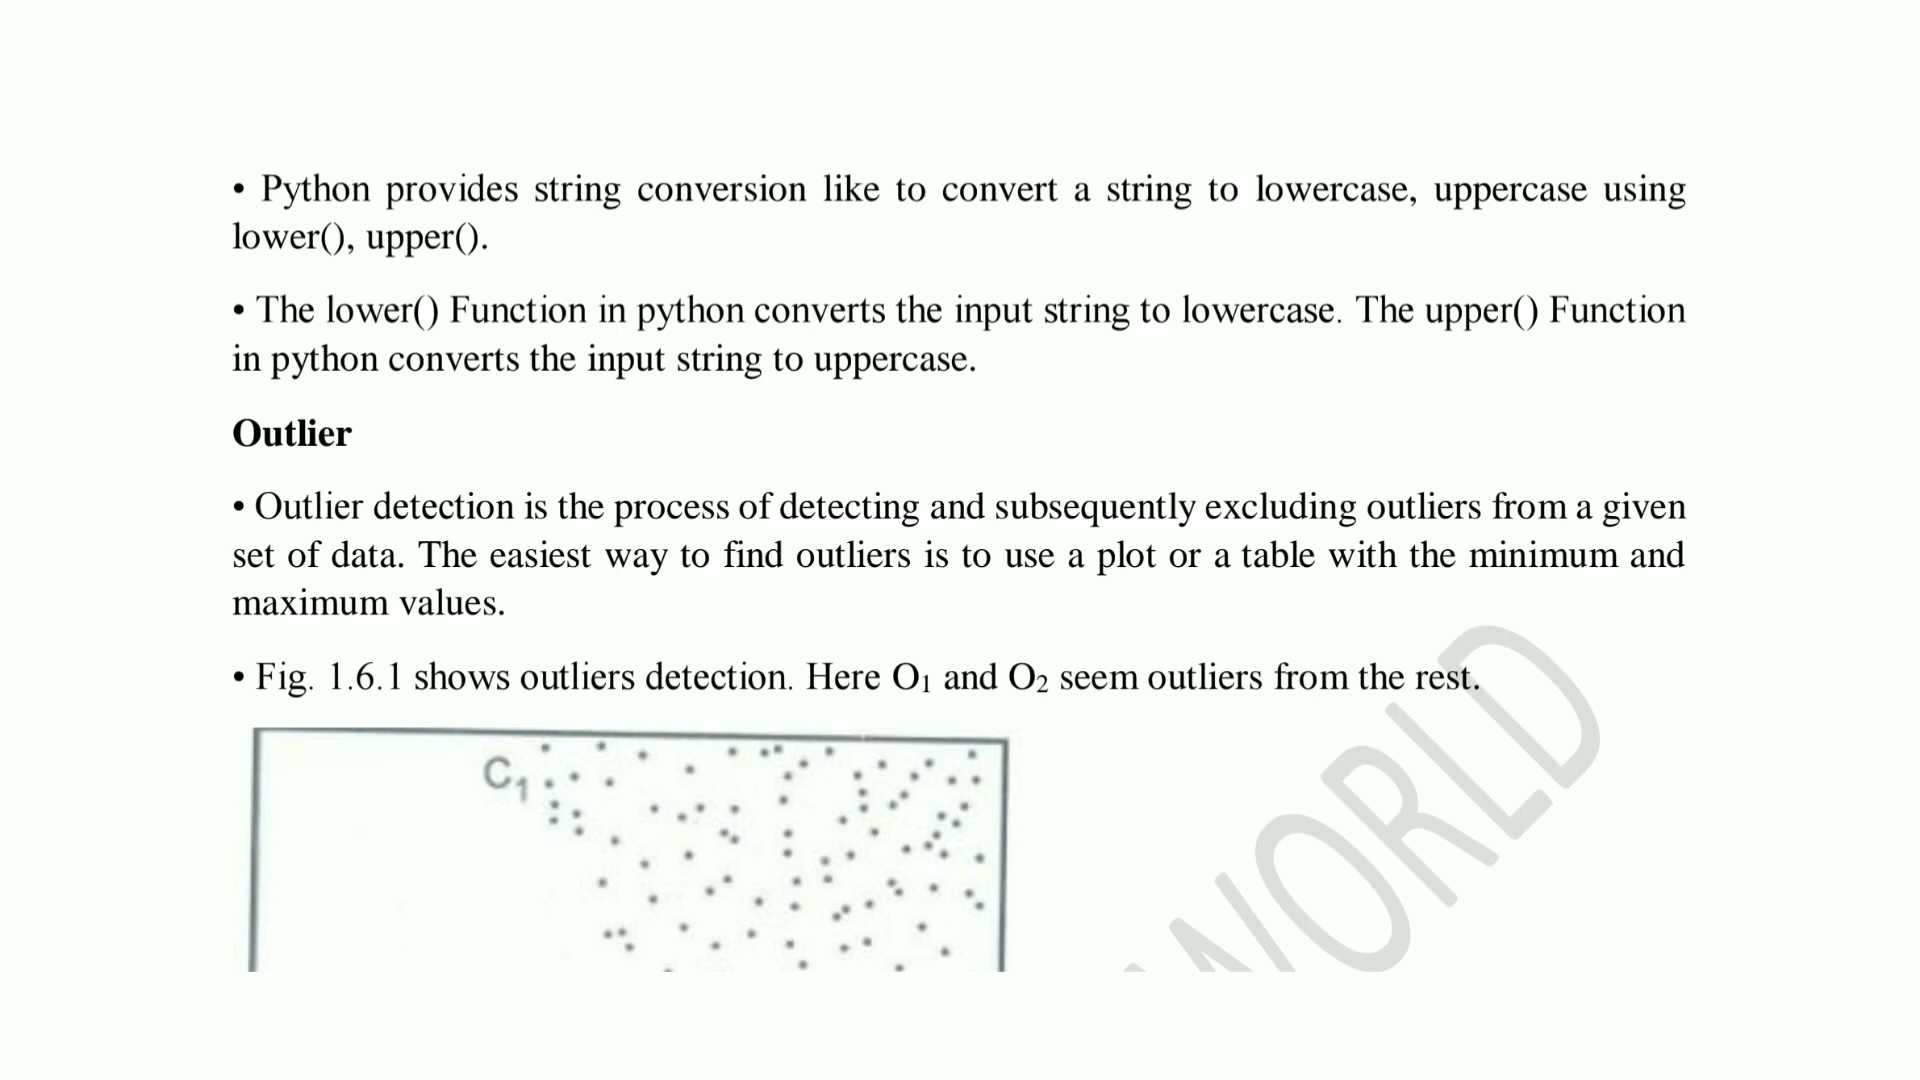 • Python provides string conversion like to convert a string to lowercase, uppercase using
lower(), upper().
• The lower() Function in python converts the input string to lowercase. The upper() Function
in python converts the input string to uppercase.
Outlier
• Outlier detection is the process of detecting and subsequently excluding outliers from a given
set of data. The easiest way to find outliers is to use a plot or a table with the minimum and
maximum values.
• Fig. 1.6.1 shows outliers detection. Here O₁ and O₂ seem outliers from the rest.
C₁
WORLD